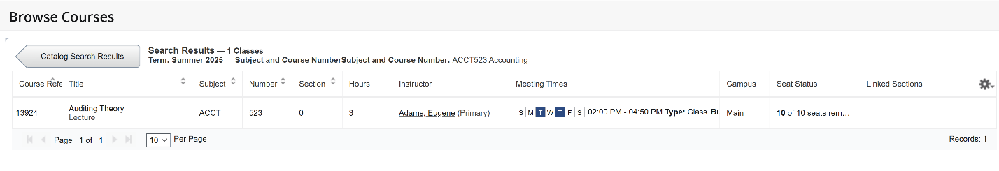 Browse Courses
Catalog Search Results
Search Results — 1 Classes
Term: Summer 2025 Subject and Course NumberSubject and Course Number: ACCT523 Accounting
Course Refe Title Subject Number Section Hours Instructor Meeting Times Campus Seat Status Linked Sections
13924 Auditing Theory ACCT 523 0 3 Adams, Eugene (Primary) S M T W T F S 02:00 PM - 04:50 PM Type: Class Bu Main 10 of 10 seats rem…
Lecture
Page 1 of 1 10 Per Page Records: 1